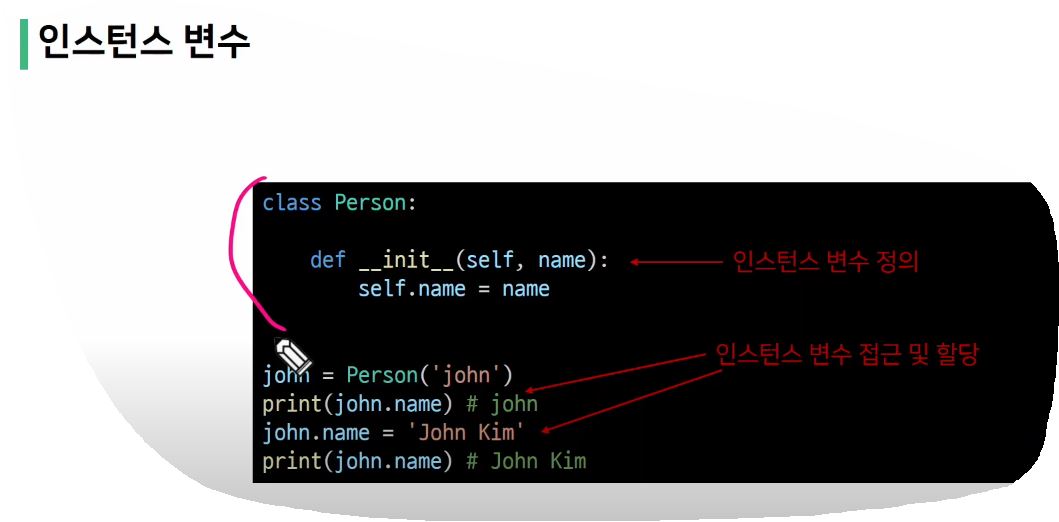 인스턴스 변수
class Person:
def __init__(self, name):
인스턴스 변수 정의
self.name = name
인스턴스 변수 접근 및 할당
john = Person('john')
print(john.name) # john
john.name = 'John Kim'
print(john.name) # John Kim